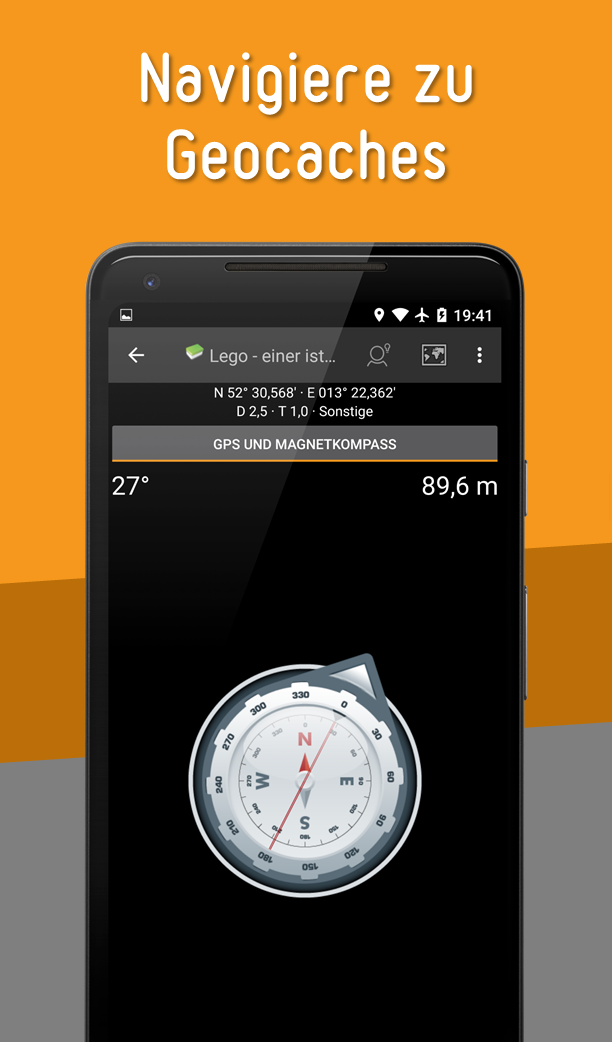 Navigiere zu
Geocaches
19:41
Lego - einer ist...
N 52° 30,568' · E 013° 22,362'
D 2,5 · T 1,0 · Sonstige
GPS UND MAGNETKOMPASS
27°
89,6 m
330
0
30
60
90
120
150
180
210
240
270
300
N
E
S
W